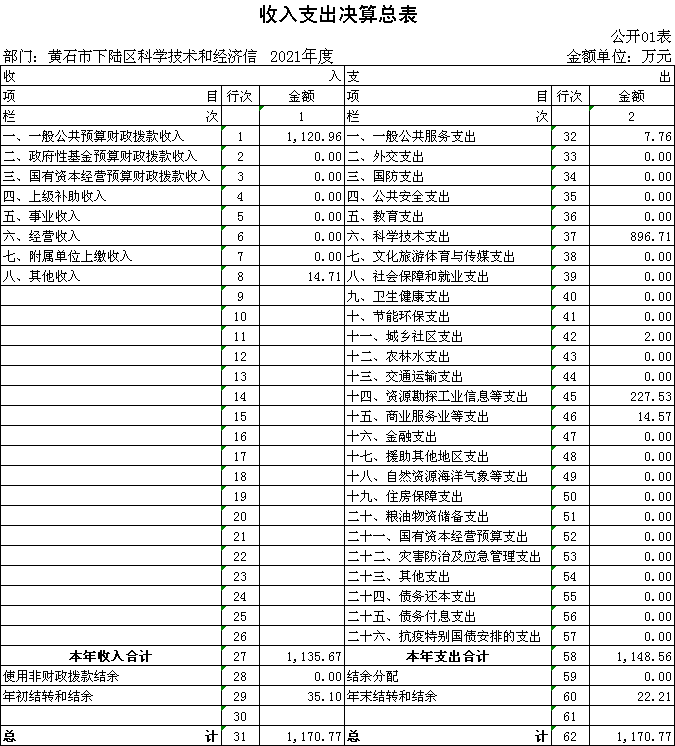 收入支出决算总表
公开01表
部门：黄石市下陆区科学技术和经济信 2021年度 金额单位：万元
收 入 支 出
项 目 行次 金额 项 目 行次 金额
栏 次 1 栏 次 2
一、一般公共预算财政拨款收入 1 1,120.96 一、一般公共服务支出 32 7.76
二、政府性基金预算财政拨款收入 2 0.00 二、外交支出 33 0.00
三、国有资本经营预算财政拨款收入 3 0.00 三、国防支出 34 0.00
四、上级补助收入 4 0.00 四、公共安全支出 35 0.00
五、事业收入 5 0.00 五、教育支出 36 0.00
六、经营收入 6 0.00 六、科学技术支出 37 896.71
七、附属单位上缴收入 7 0.00 七、文化旅游体育与传媒支出 38 0.00
八、其他收入 8 14.71 八、社会保障和就业支出 39 0.00
9 九、卫生健康支出 40 0.00
10 十、节能环保支出 41 0.00
11 十一、城乡社区支出 42 2.00
12 十二、农林水支出 43 0.00
13 十三、交通运输支出 44 0.00
14 十四、资源勘探工业信息等支出 45 227.53
15 十五、商业服务业等支出 46 14.57
16 十六、金融支出 47 0.00
17 十七、援助其他地区支出 48 0.00
18 十八、自然资源海洋气象等支出 49 0.00
19 十九、住房保障支出 50 0.00
20 二十、粮油物资储备支出 51 0.00
21 二十一、国有资本经营预算支出 52 0.00
22 二十二、灾害防治及应急管理支出 53 0.00
23 二十三、其他支出 54 0.00
24 二十四、债务还本支出 55 0.00
25 二十五、债务付息支出 56 0.00
26 二十六、抗疫特别国债安排的支出 57 0.00
本年收入合计 27 1,135.67 本年支出合计 58 1,148.56
使用非财政拨款结余 28 0.00 结余分配 59 0.00
年初结转和结余 29 35.10 年末结转和结余 60 22.21
30 61
总 计 31 1,170.77 总 计 62 1,170.77